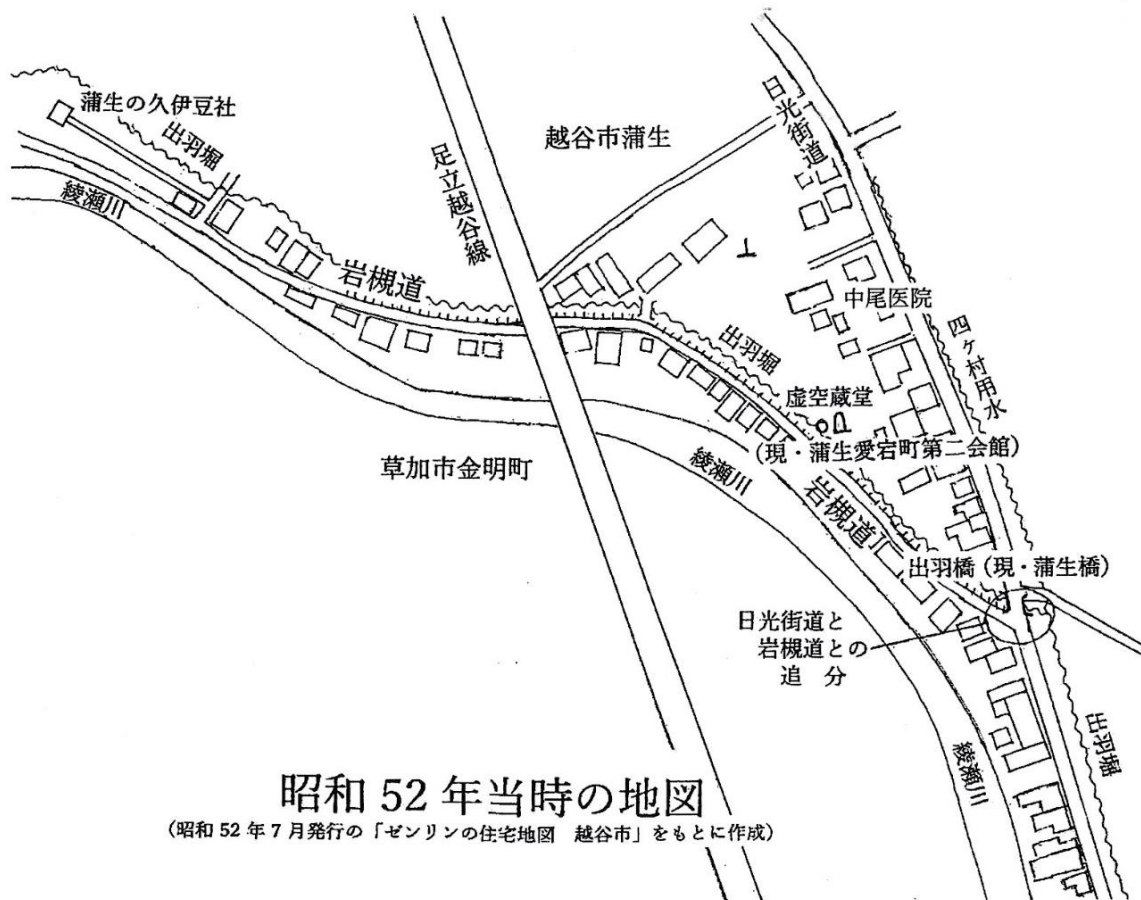 蒲生の久伊豆社
出羽堀
綾瀬川
岩槻道
足立越谷線
越谷市蒲生
日光街道
中尾医院
四ヶ村用水
出羽堀
虚空蔵堂
(現・蒲生愛宕町第二会館)
綾瀬川
岩槻道
草加市金明町
出羽橋(現・蒲生橋)
日光街道と
岩槻道との
追 分
出羽堀
綾瀬川
昭和 52 年当時の地図
(昭和 52 年 7 月発行の「ゼンリンの住宅地図 越谷市」をもとに作成)